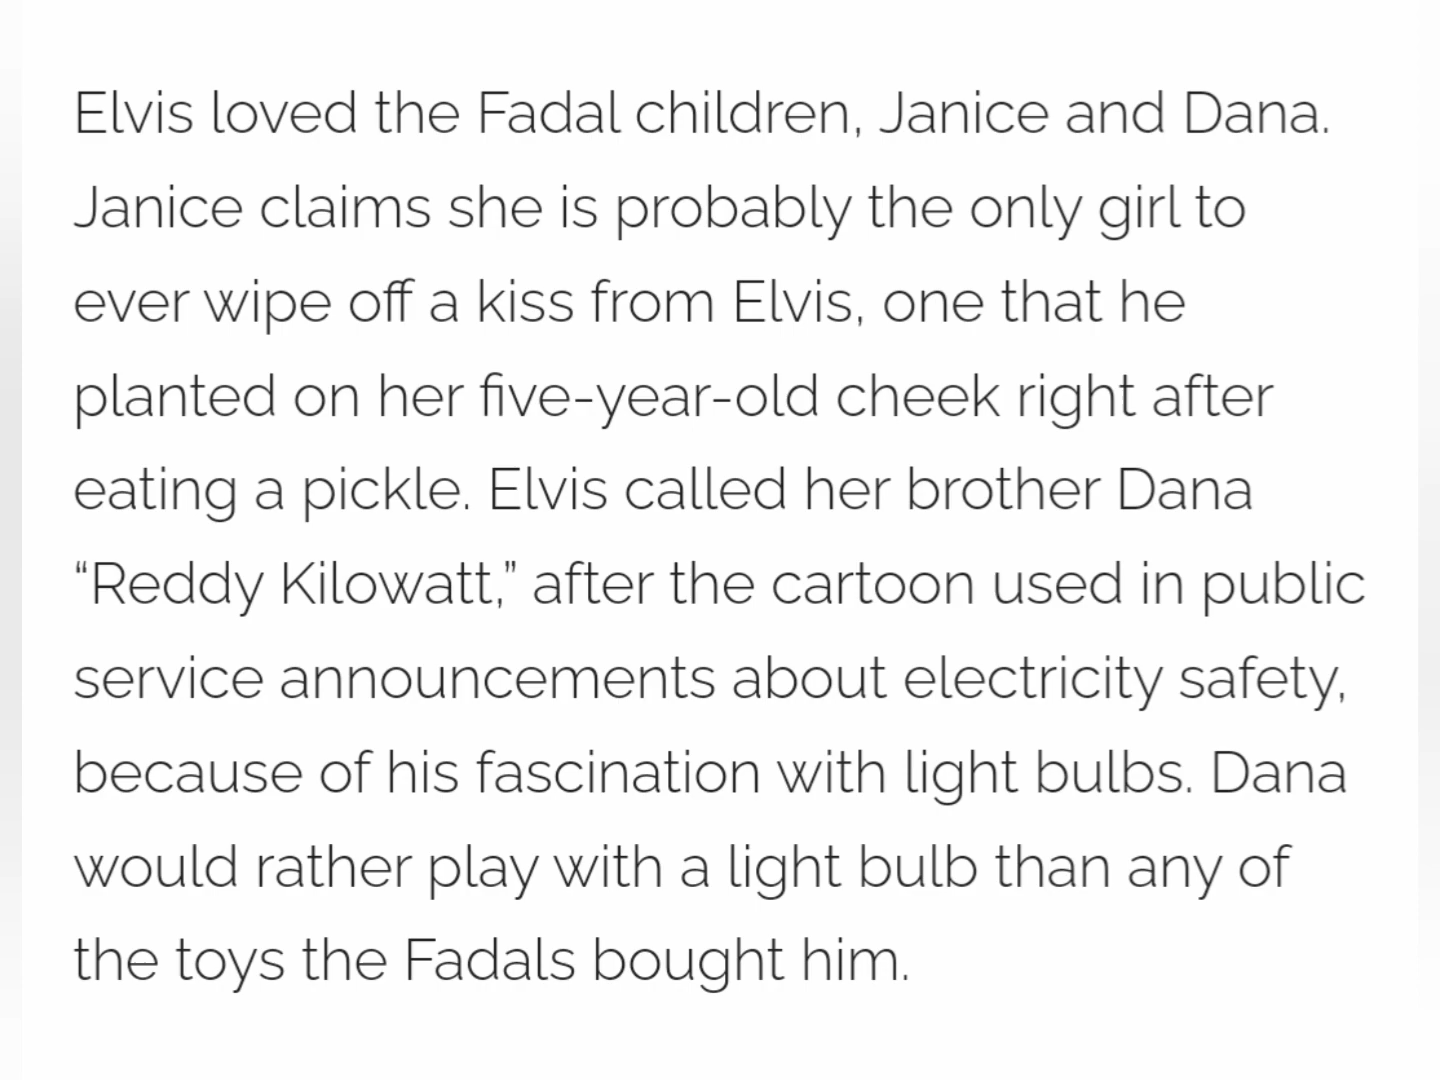 Elvis loved the Fadal children, Janice and Dana.
Janice claims she is probably the only girl to
ever wipe off a kiss from Elvis, one that he
planted on her five-year-old cheek right after
eating a pickle. Elvis called her brother Dana
“Reddy Kilowatt,” after the cartoon used in public
service announcements about electricity safety,
because of his fascination with light bulbs. Dana
would rather play with a light bulb than any of
the toys the Fadals bought him.